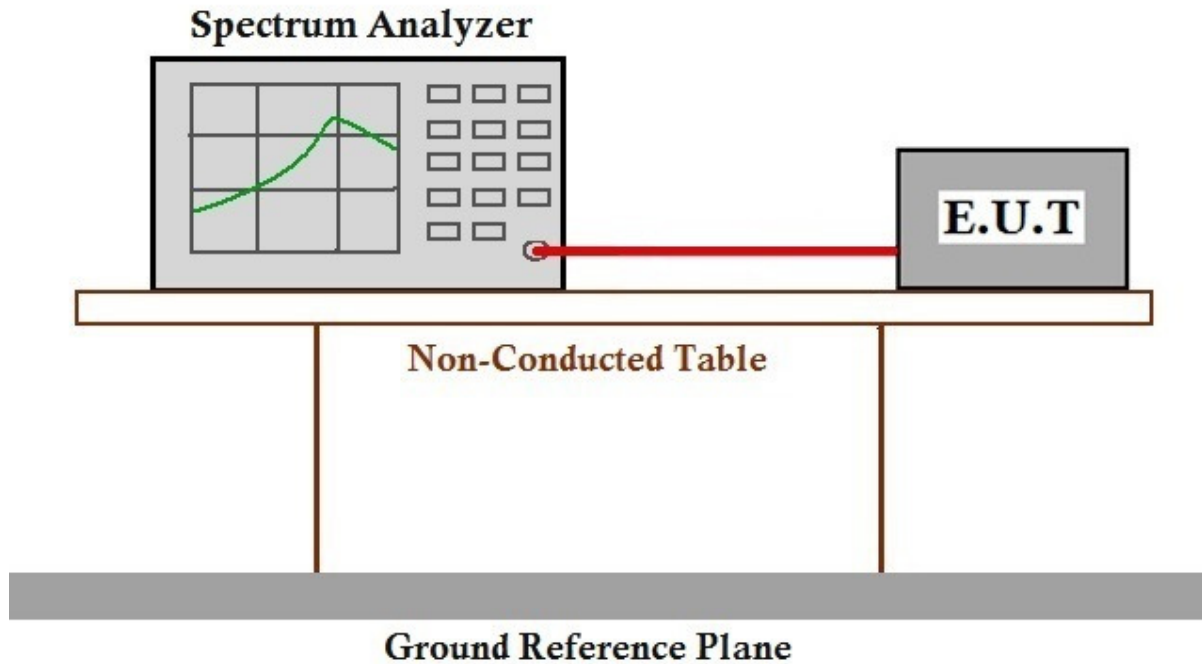 Spectrum Analyzer
E.U.T
Non-Conducted Table
Ground Reference Plane